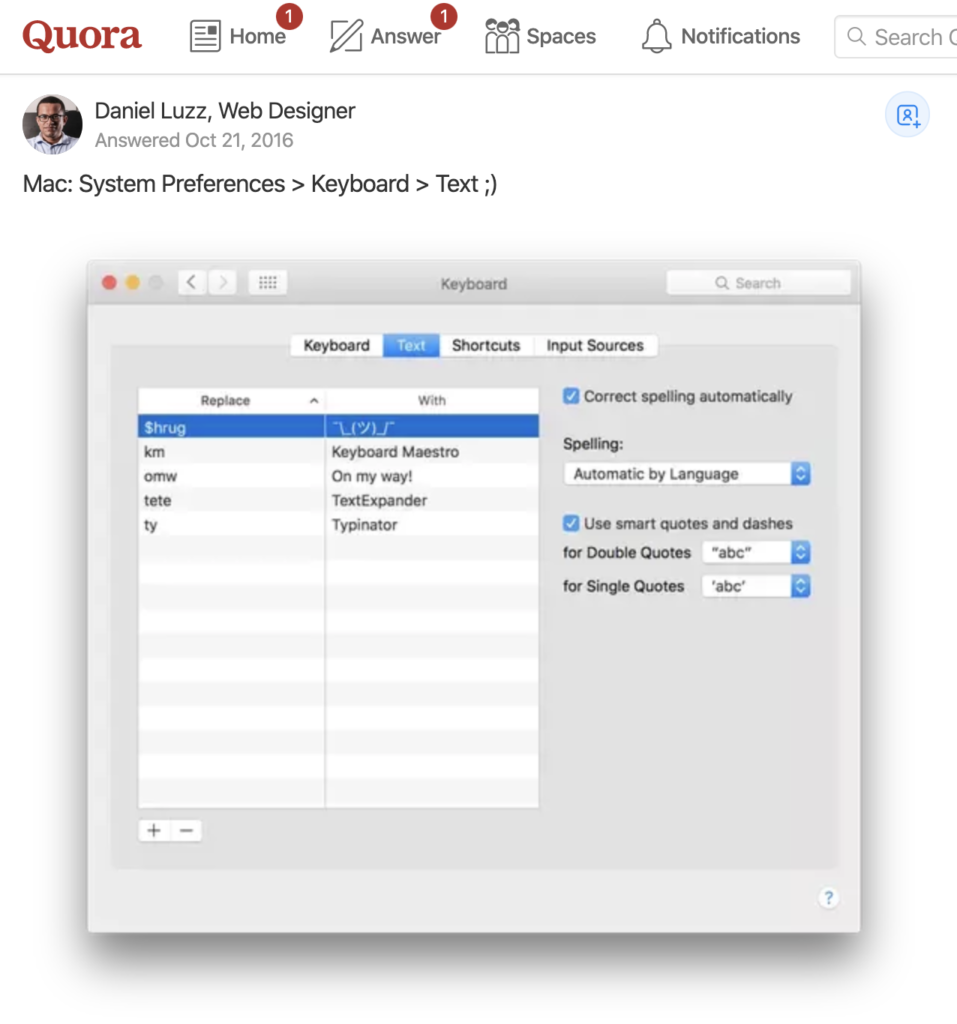 Quora
Home 1
Answer 1
Spaces
Notifications
Search
Daniel Luzz, Web Designer
Answered Oct 21, 2016
Mac: System Preferences > Keyboard > Text ;)
Keyboard
Search
Keyboard Text Shortcuts Input Sources
Replace With
$hrug ¯\_(ツ)_/¯
km Keyboard Maestro
omw On my way!
tete TextExpander
ty Typinator
Correct spelling automatically
Spelling:
Automatic by Language
Use smart quotes and dashes
for Double Quotes “abc”
for Single Quotes ‘abc’
+ −
?